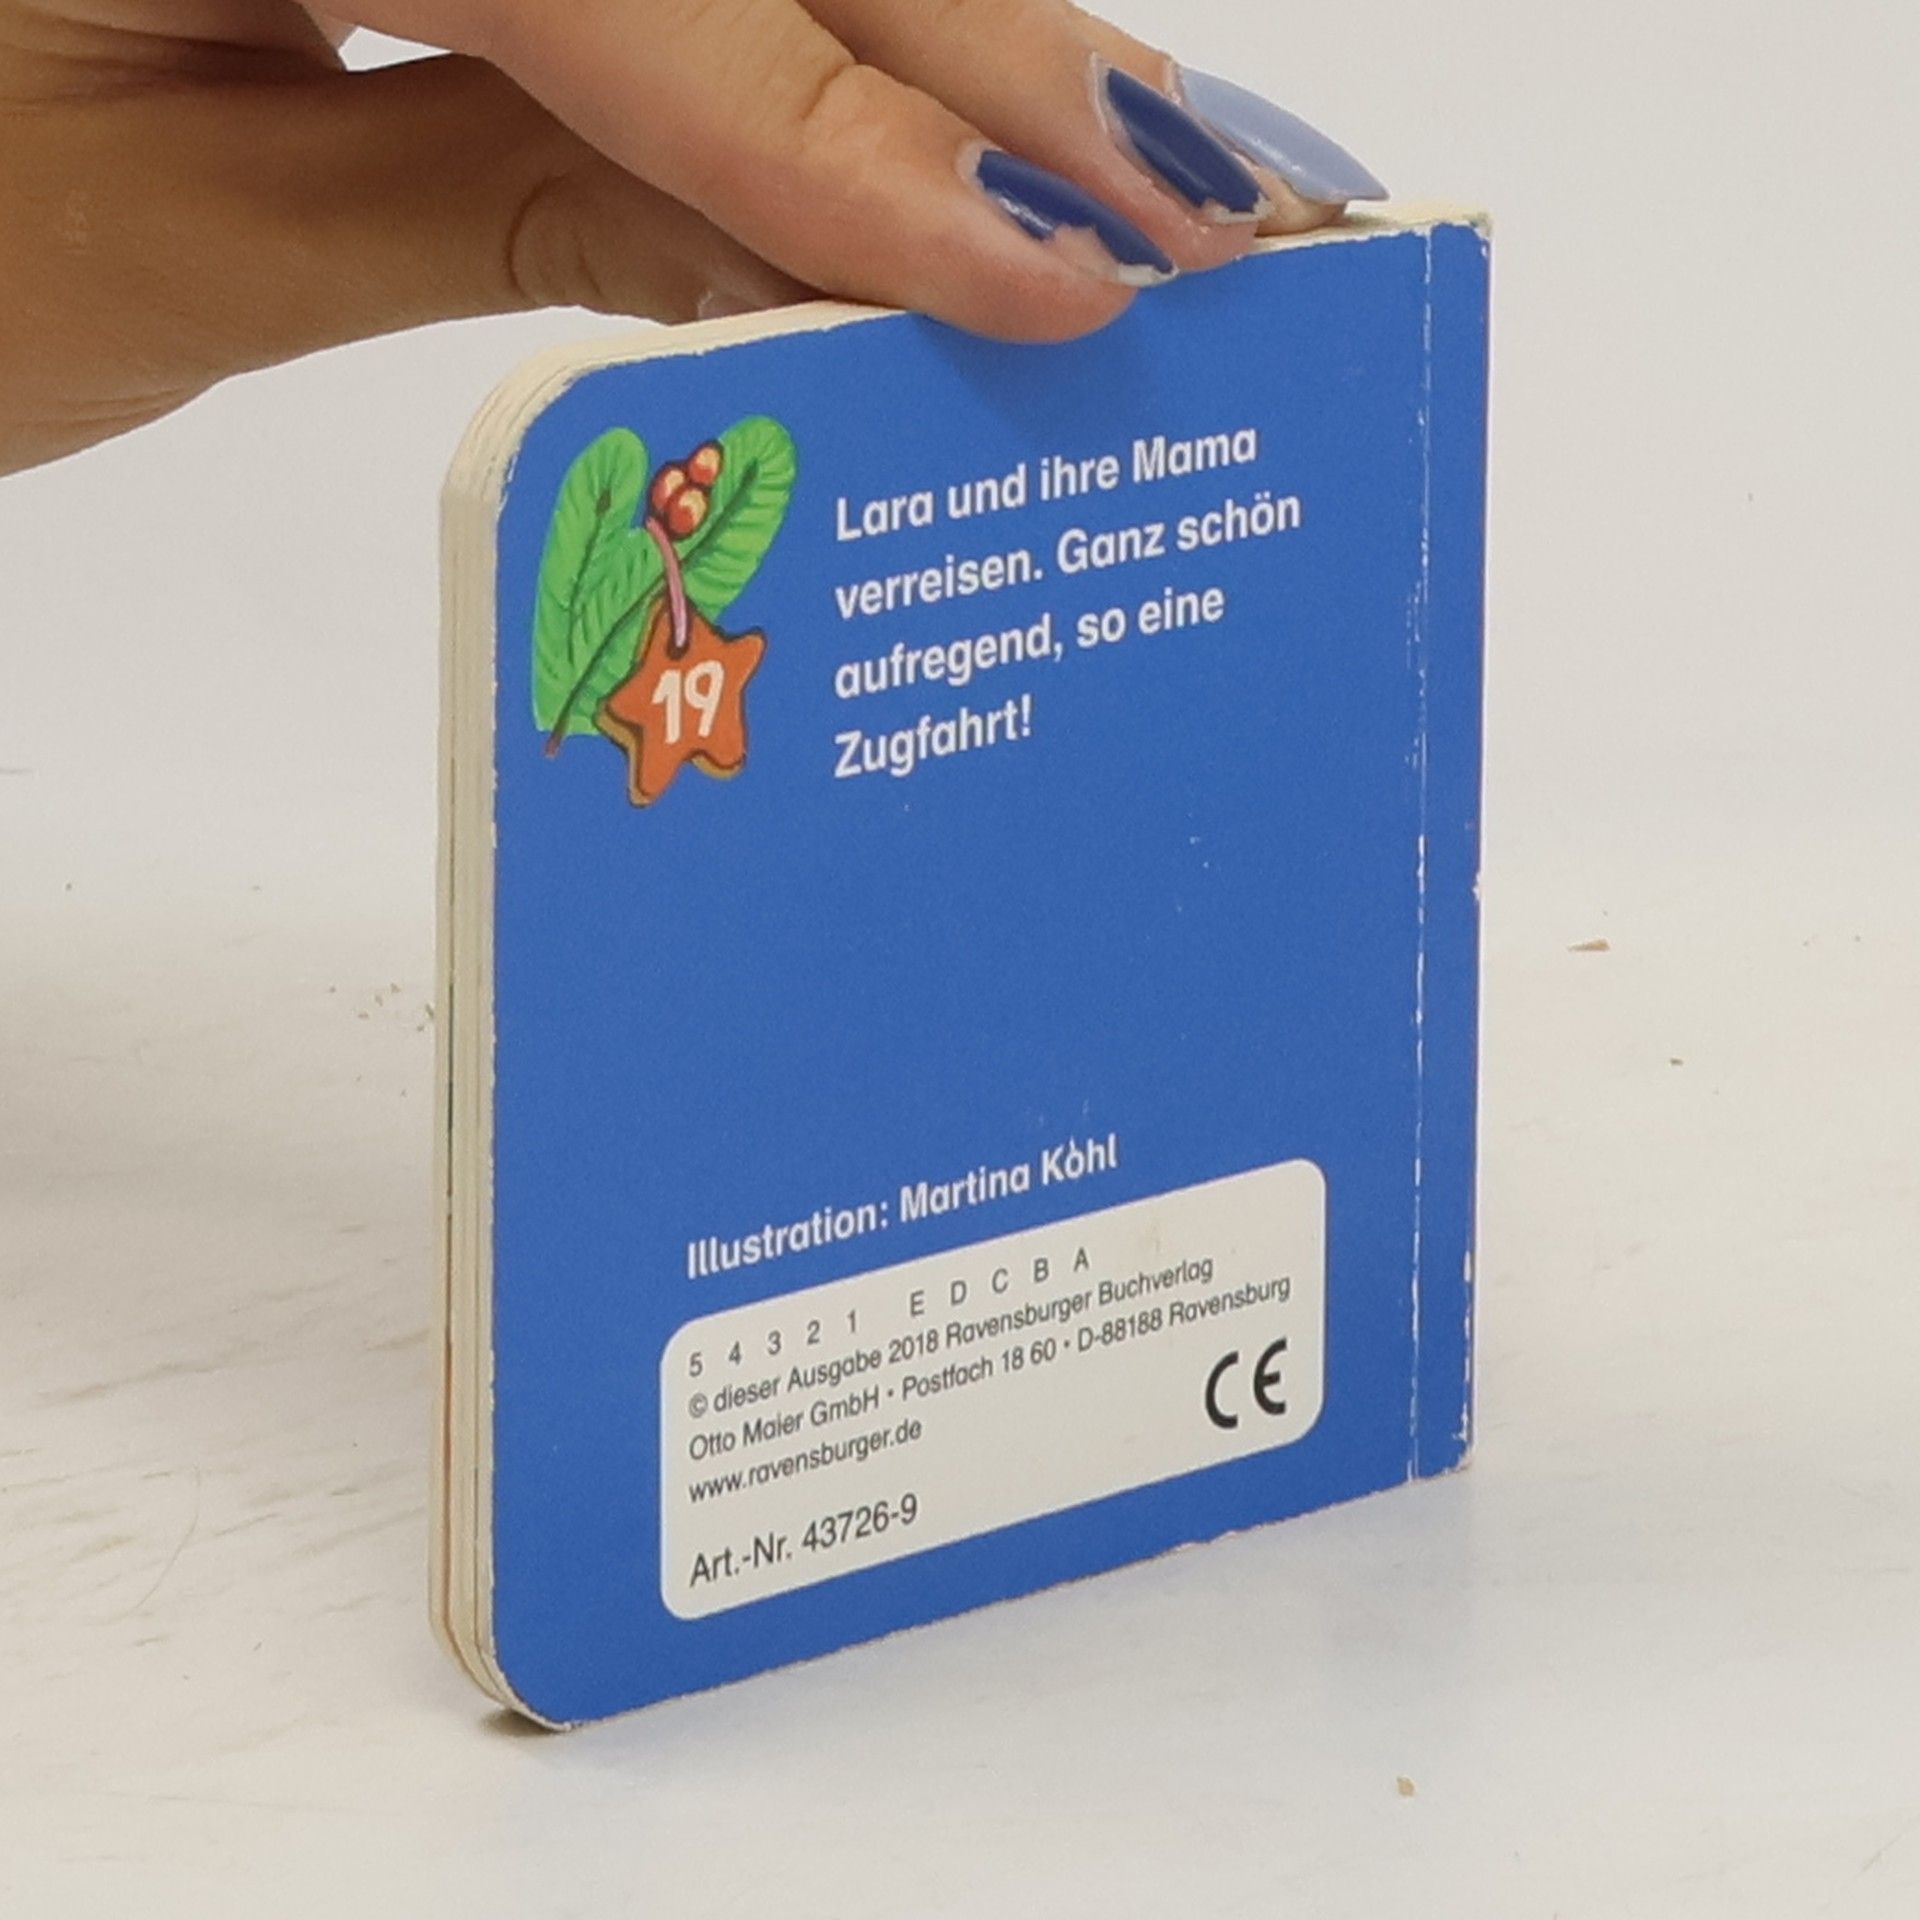 19
Lara und ihre Mama
verreisen. Ganz schön
aufregend, so eine
Zugfahrt!
Illustration: Martina Kohl
5 4 3 2 1 E D C B A
© dieser Ausgabe 2018 Ravensburger Buchverlag
Otto Maier GmbH • Postfach 18 60 • D-88188 Ravensburg
www.ravensburger.de
CE
Art.-Nr. 43726-9